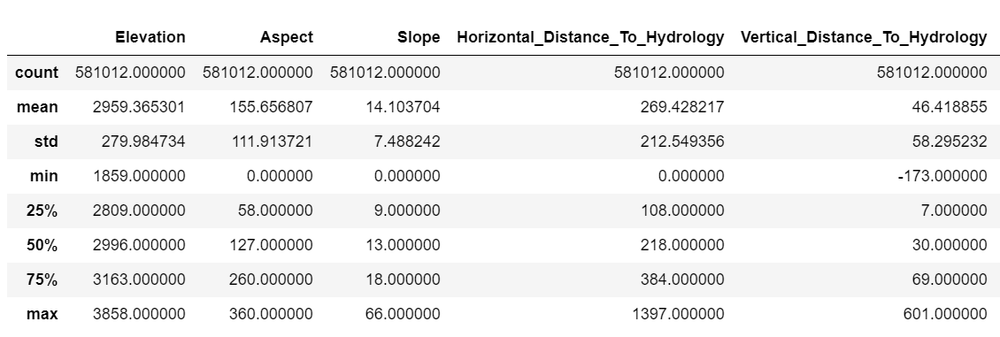 Elevation Aspect Slope Horizontal_Distance_To_Hydrology Vertical_Distance_To_Hydrology
count 581012.000000 581012.000000 581012.000000 581012.000000 581012.000000
mean 2959.365301 155.656807 14.103704 269.428217 46.418855
std 279.984734 111.913721 7.488242 212.549356 58.295232
min 1859.000000 0.000000 0.000000 0.000000 -173.000000
25% 2809.000000 58.000000 9.000000 108.000000 7.000000
50% 2996.000000 127.000000 13.000000 218.000000 30.000000
75% 3163.000000 260.000000 18.000000 384.000000 69.000000
max 3858.000000 360.000000 66.000000 1397.000000 601.000000